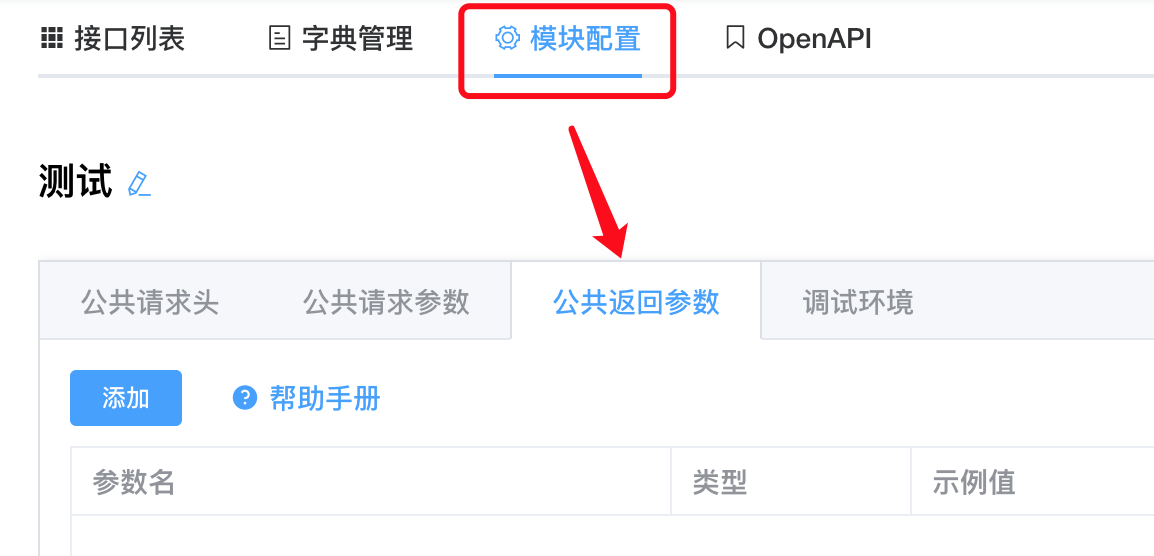 接口列表 字典管理 模块配置 OpenAPI
测试
公共请求头 公共请求参数 公共返回参数 调试环境
添加 ? 帮助手册
参数名 类型 示例值